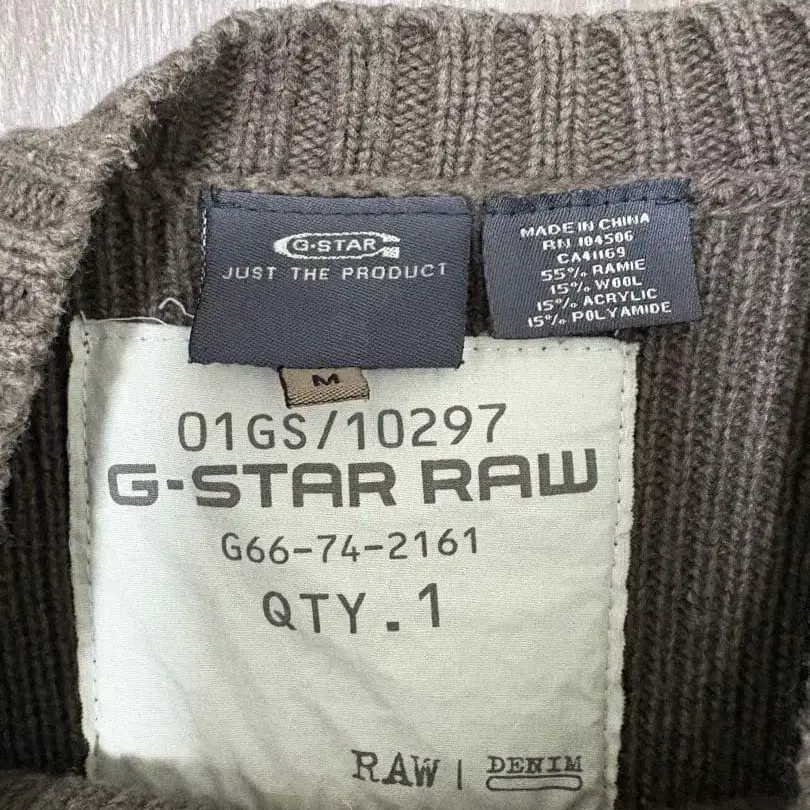 G-STAR
JUST THE PRODUCT
MADE IN CHINA
RN 104506
CA41169
55% RAMIE
15% WOOL
15% ACRYLIC
15% POLYAMIDE
M
01GS/10297
G-STAR RAW
G66-74-2161
QTY.1
RAW | DENIM